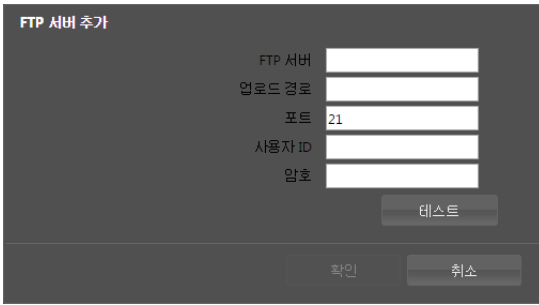 FTP 서버 추가
FTP 서버
업로드 경로
포트 21
사용자 ID
암호
테스트
확인 취소